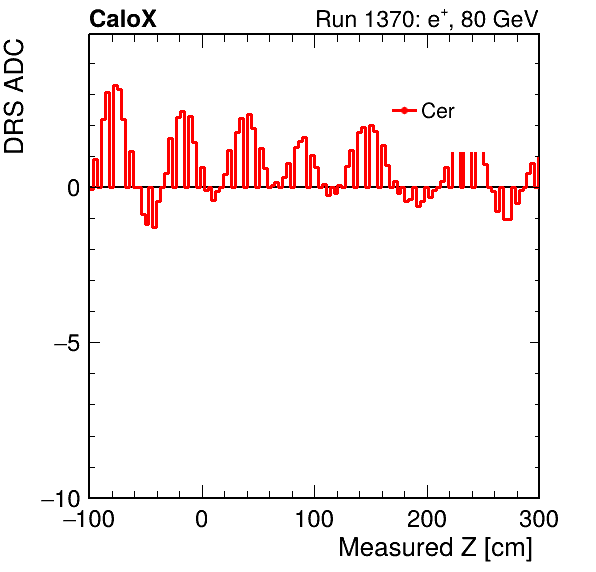 CaloX
Run 1370: e⁺, 80 GeV
DRS ADC
Cer
0
−5
−10
−100 0 100 200 300
Measured Z [cm]